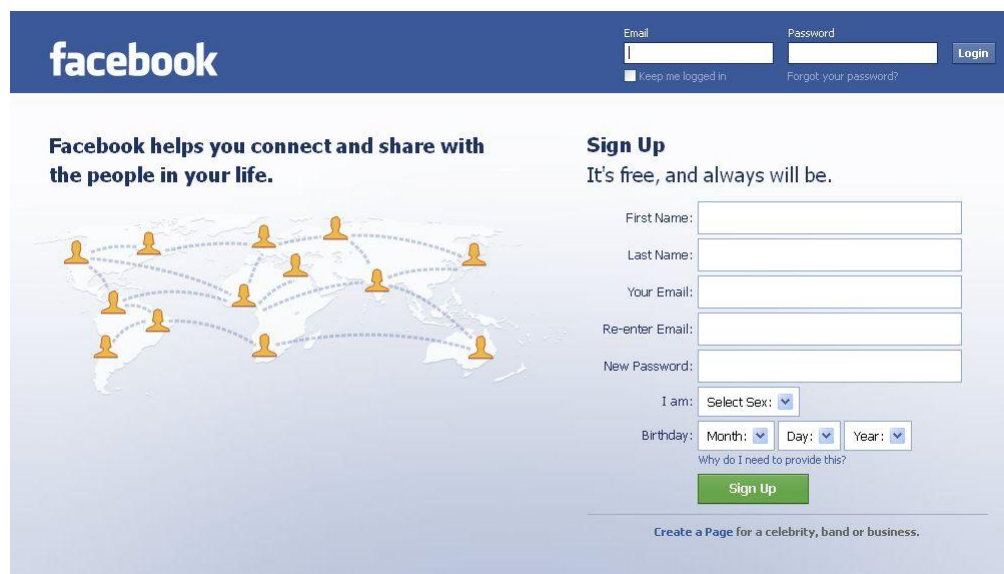 facebook
Email
Password
Login
Keep me logged in
Forgot your password?
Facebook helps you connect and share with
the people in your life.
Sign Up
It's free, and always will be.
First Name:
Last Name:
Your Email:
Re-enter Email:
New Password:
I am: Select Sex:
Birthday: Month: Day: Year:
Why do I need to provide this?
Sign Up
Create a Page for a celebrity, band or business.